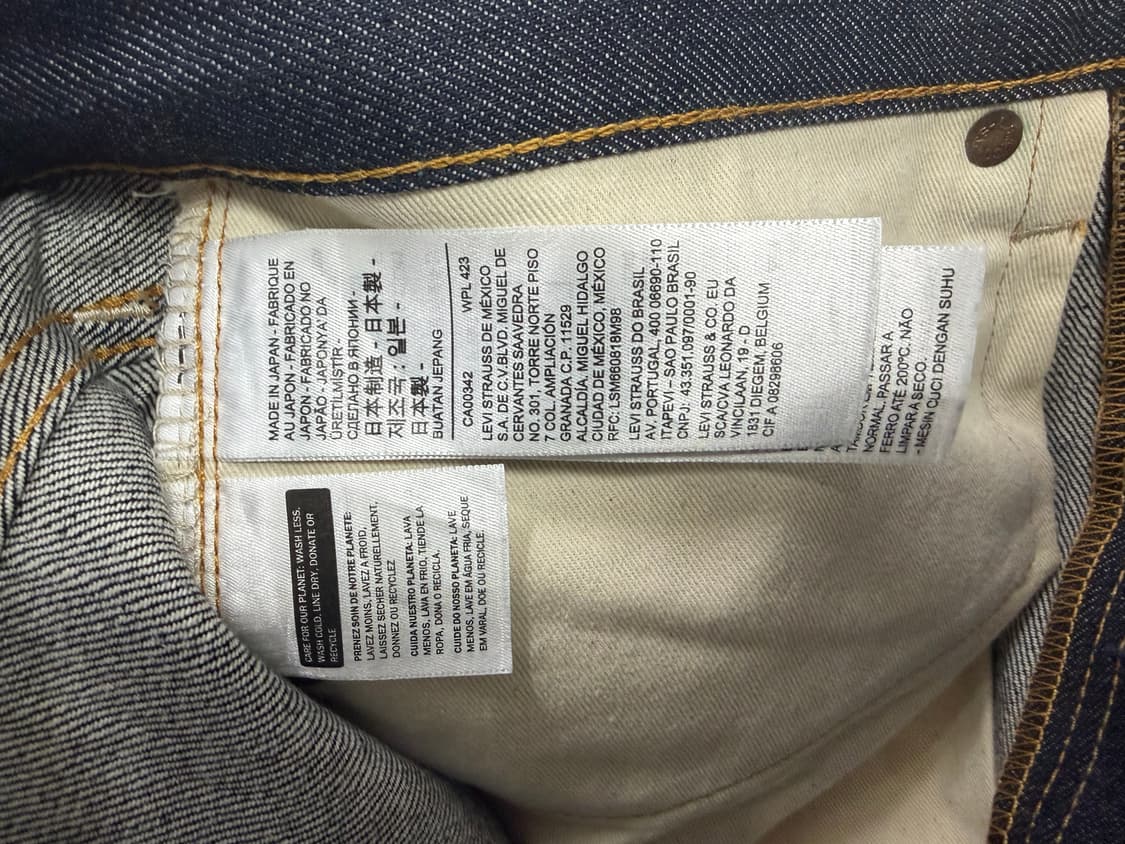 MADE IN JAPAN - FABRIQUE
AU JAPON - FABRICADO EN
JAPON - FABRICADO NO
JAPÃO - JAPONYA'DA
ÜRETİLMİŞTİR -
СДЕЛАНО В ЯПОНИИ -
日本制造 - 日本製 -
제조국 : 일본 -
日本製 -
BUATAN JEPANG
CA00342 WPL 423
LEVI STRAUSS DE MÉXICO
S.A. DE C.V.BLVD. MIGUEL DE
CERVANTES SAAVEDRA
NO. 301, TORRE NORTE PISO
7 COL. AMPLIACIÓN
GRANADA C.P. 11529
ALCALDÍA, MIGUEL HIDALGO
CIUDAD DE MÉXICO, MÉXICO
RFC: LSM860818M98
LEVI STRAUSS DO BRASIL
AV. PORTUGAL, 400 06690-110
ITAPEVI – SAO PAULO BRASIL
CNPJ: 43.351.097/0001-90
LEVI STRAUSS & CO. EU
SCA/CVA LEONARDO DA
VINCILAAN, 19 - D
1831 DIEGEM, BELGIUM
CIF A 0829B606
NORMAL. PASSAR A
FERRO ATÉ 200°C. NÃO
LIMPAR A SECO.
- MESIN CUCI DENGAN SUHU
CARE FOR OUR PLANET: WASH LESS,
WASH COLD, LINE DRY, DONATE OR
RECYCLE
PRENEZ SOIN DE NOTRE PLANETE:
LAVEZ MOINS, LAVEZ A FROID,
LAISSEZ SECHER NATURELLEMENT,
DONNEZ OU RECYCLEZ
CUIDA NUESTRO PLANETA: LAVA
MENOS, LAVA EN FRIO, TIENDE LA
ROPA, DONA O RECICLA.
CUIDE DO NOSSO PLANETA: LAVE
MENOS, LAVE EM ÁGUA FRIA, SEQUE
EM VARAL, DOE OU RECICLE.